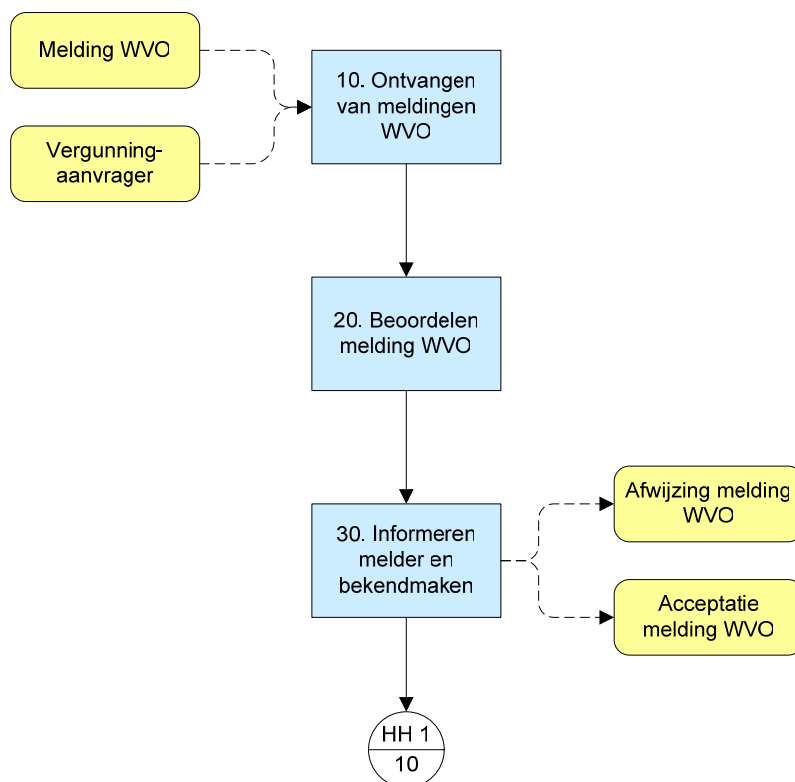 Melding WVO
10. Ontvangen
van meldingen
WVO
Vergunning-
aanvrager
20. Beoordelen
melding WVO
30. Informeren
melder en
bekendmaken
Afwijzing melding
WVO
Acceptatie
melding WVO
HH 1
10